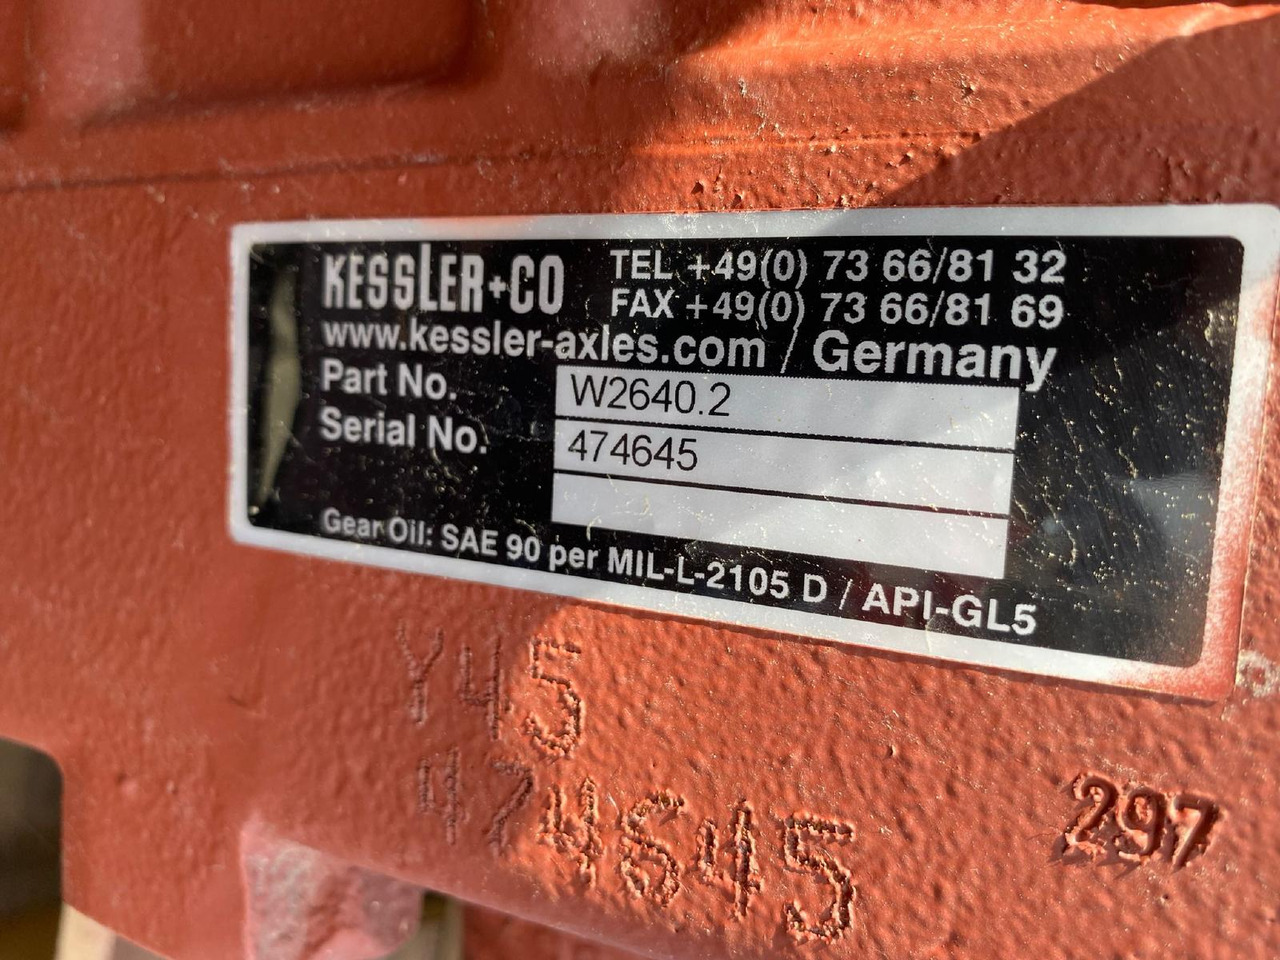 KESSLER+CO
TEL +49(0) 73 66/81 32
FAX +49(0) 73 66/81 69
www.kessler-axles.com / Germany
Part No. W2640.2
Serial No. 474645
Gear Oil: SAE 90 per MIL-L-2105 D / API-GL5
Y45
474645
297